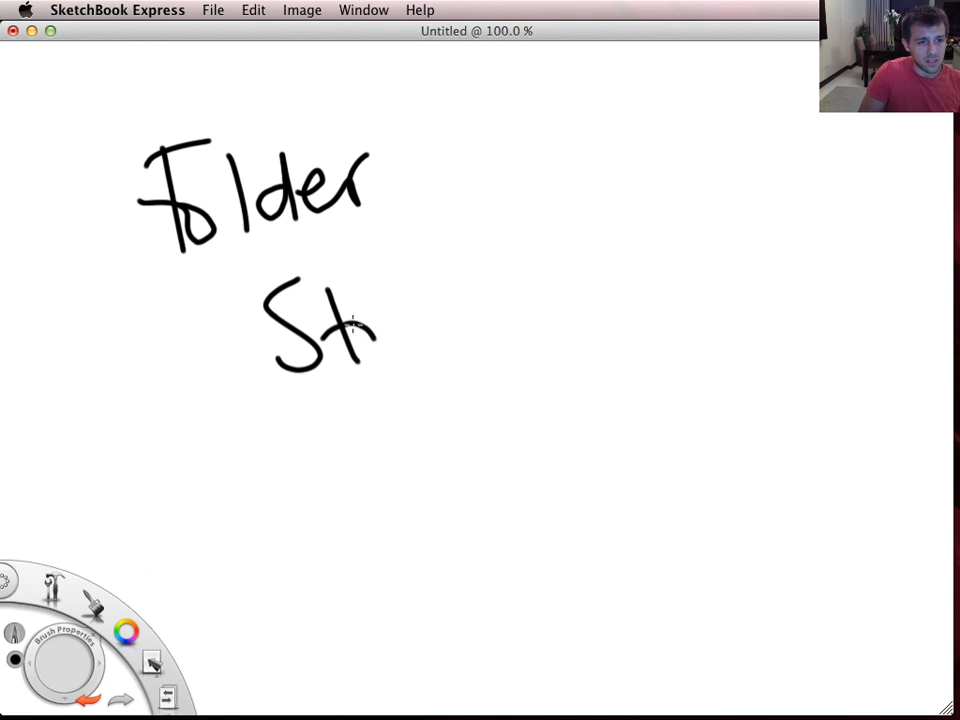 SketchBook Express File Edit Image Window Help
Untitled @ 100.0 %
Folder
St
Brush Properties